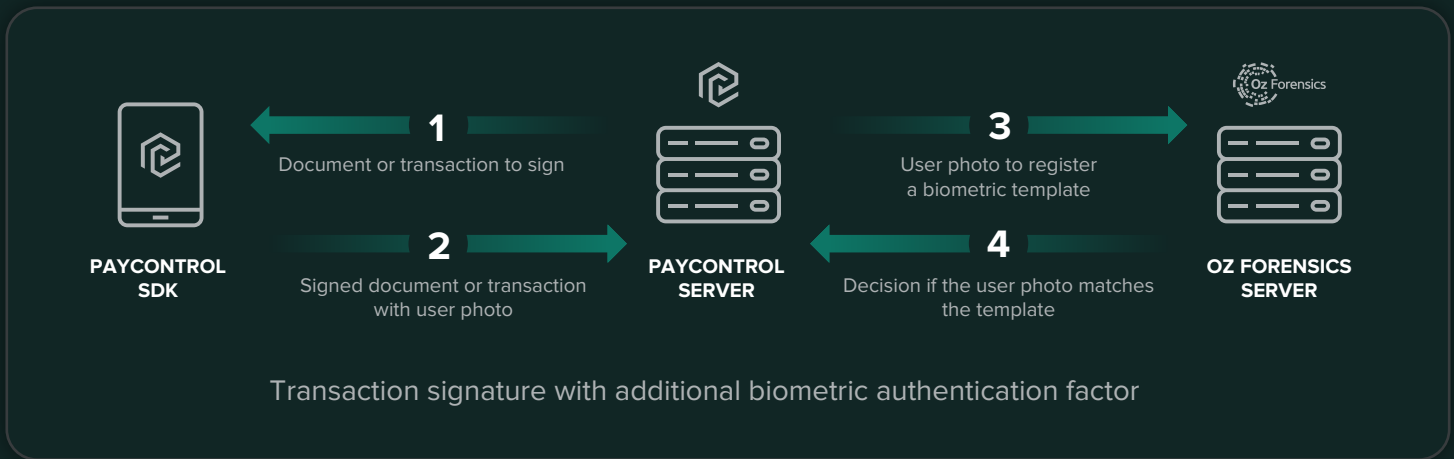 Oz Forensics
1
Document or transaction to sign
3
User photo to register
a biometric template
2
Signed document or transaction
with user photo
4
Decision if the user photo matches
the template
PAYCONTROL
SDK
PAYCONTROL
SERVER
OZ FORENSICS
SERVER
Transaction signature with additional biometric authentication factor